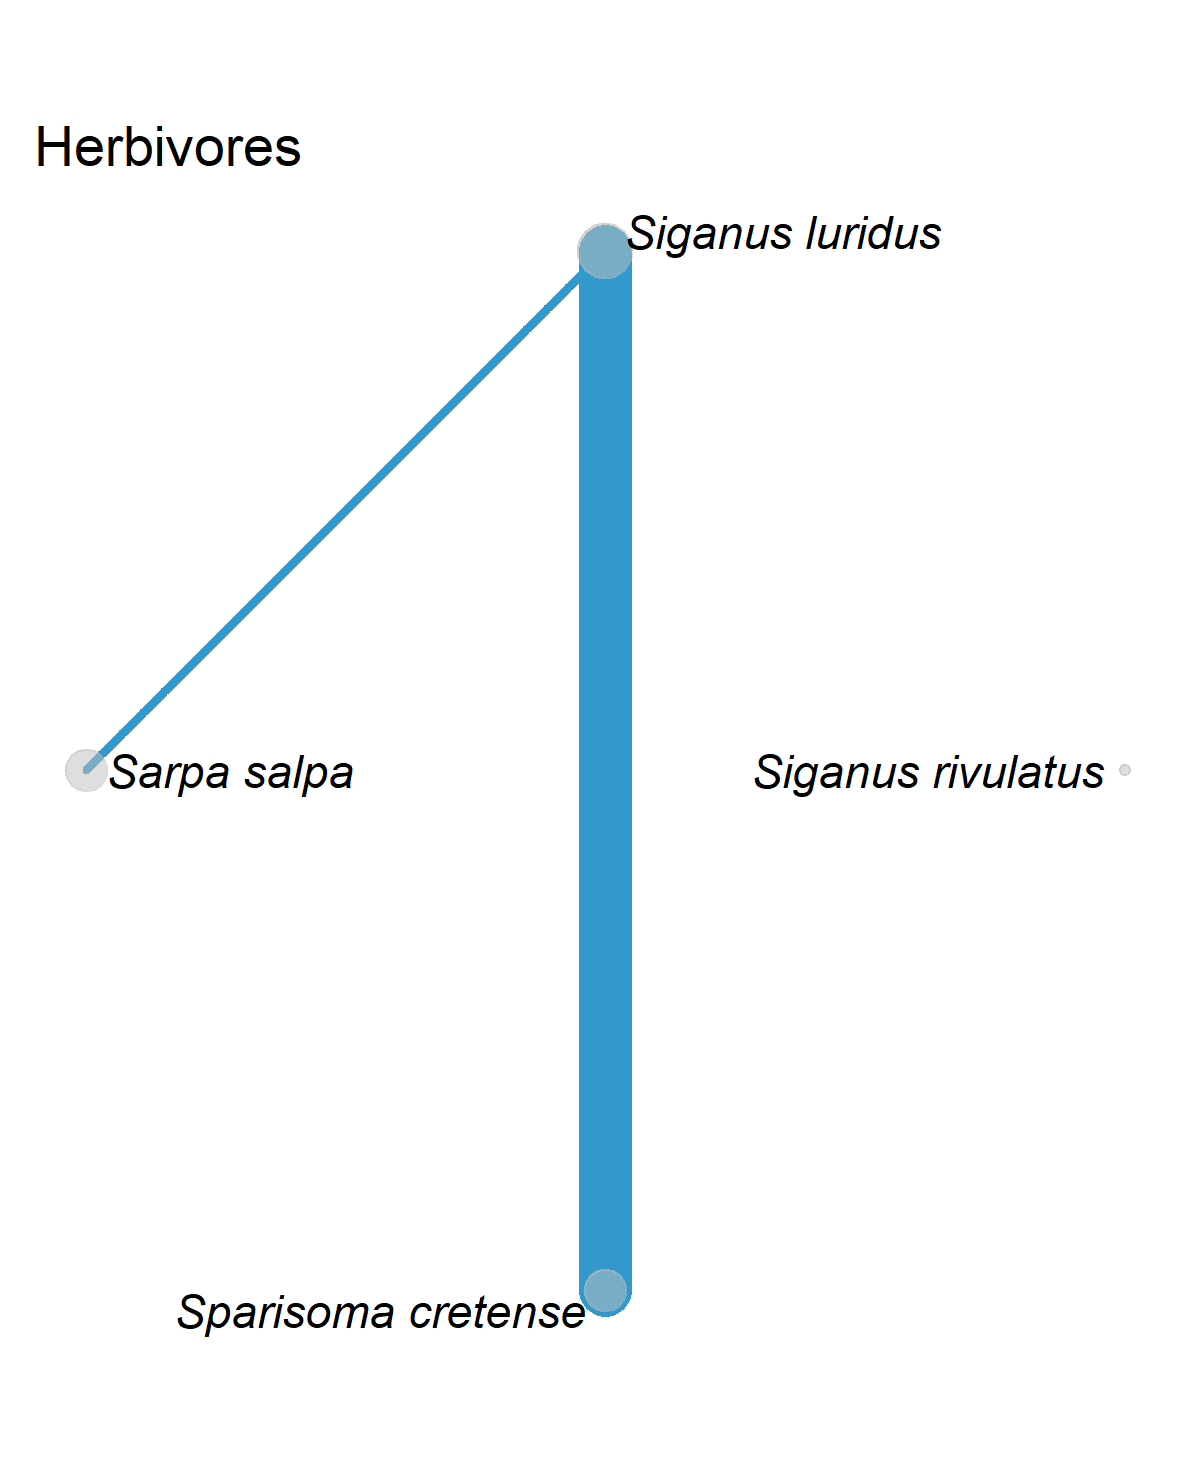 Herbivores
Siganus luridus
Sarpa salpa
Siganus rivulatus
Sparisoma cretense